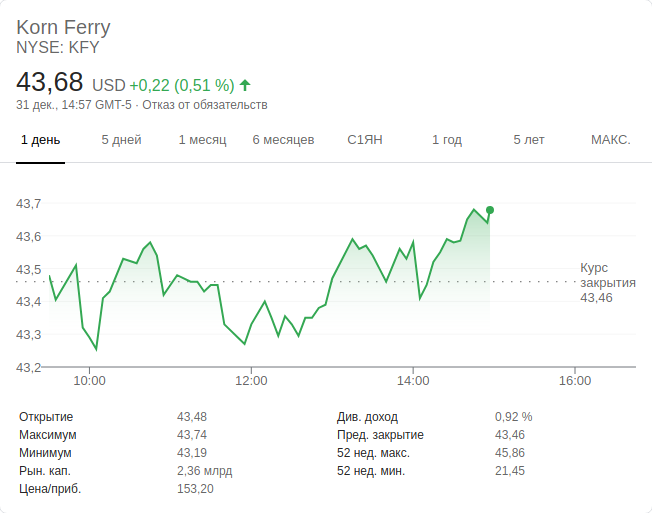 Korn Ferry
NYSE: KFY
43,68 USD +0,22 (0,51 %)
31 дек., 14:57 GMT-5 · Отказ от обязательств
1 день 5 дней 1 месяц 6 месяцев С1ЯН 1 год 5 лет МАКС.
43,7
43,6
43,5
43,4
43,3
43,2
Курс
закрытия
43,46
10:00 12:00 14:00 16:00
Открытие 43,48 Див. доход 0,92 %
Максимум 43,74 Пред. закрытие 43,46
Минимум 43,19 52 нед. макс. 45,86
Рын. кап. 2,36 млрд 52 нед. мин. 21,45
Цена/приб. 153,20